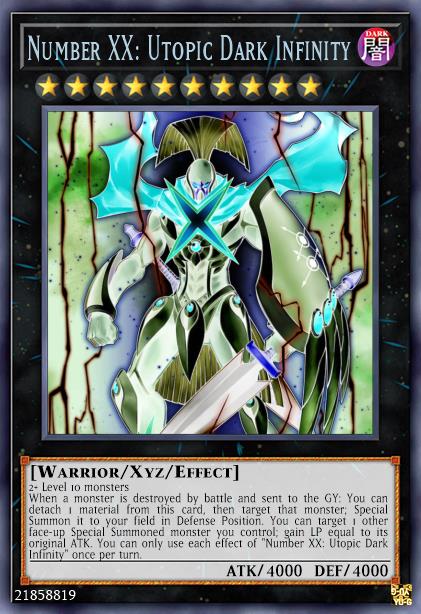 Number XX: Utopic Dark Infinity
DARK
闇
[Warrior/Xyz/Effect]
2+ Level 10 monsters
When a monster is destroyed by battle and sent to the GY: You can
detach 1 material from this card, then target that monster; Special
Summon it to your field in Defense Position. You can target 1 other
face-up Special Summoned monster you control; gain LP equal to its
original ATK. You can only use each effect of "Number XX: Utopic Dark
Infinity" once per turn.
ATK/4000 DEF/4000
21858819